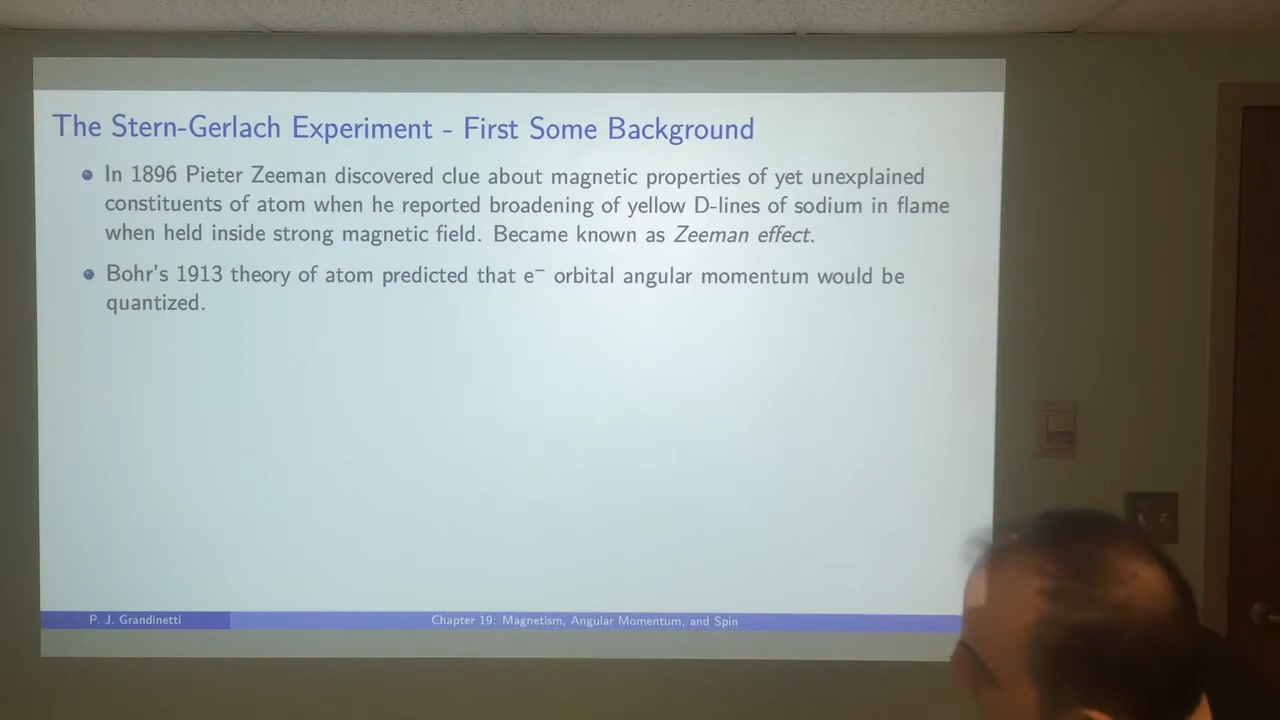 The Stern-Gerlach Experiment - First Some Background
In 1896 Pieter Zeeman discovered clue about magnetic properties of yet unexplained
constituents of atom when he reported broadening of yellow D-lines of sodium in flame
when held inside strong magnetic field. Became known as Zeeman effect.
Bohr's 1913 theory of atom predicted that e⁻ orbital angular momentum would be
quantized.
P. J. Grandinetti
Chapter 19: Magnetism, Angular Momentum, and Spin